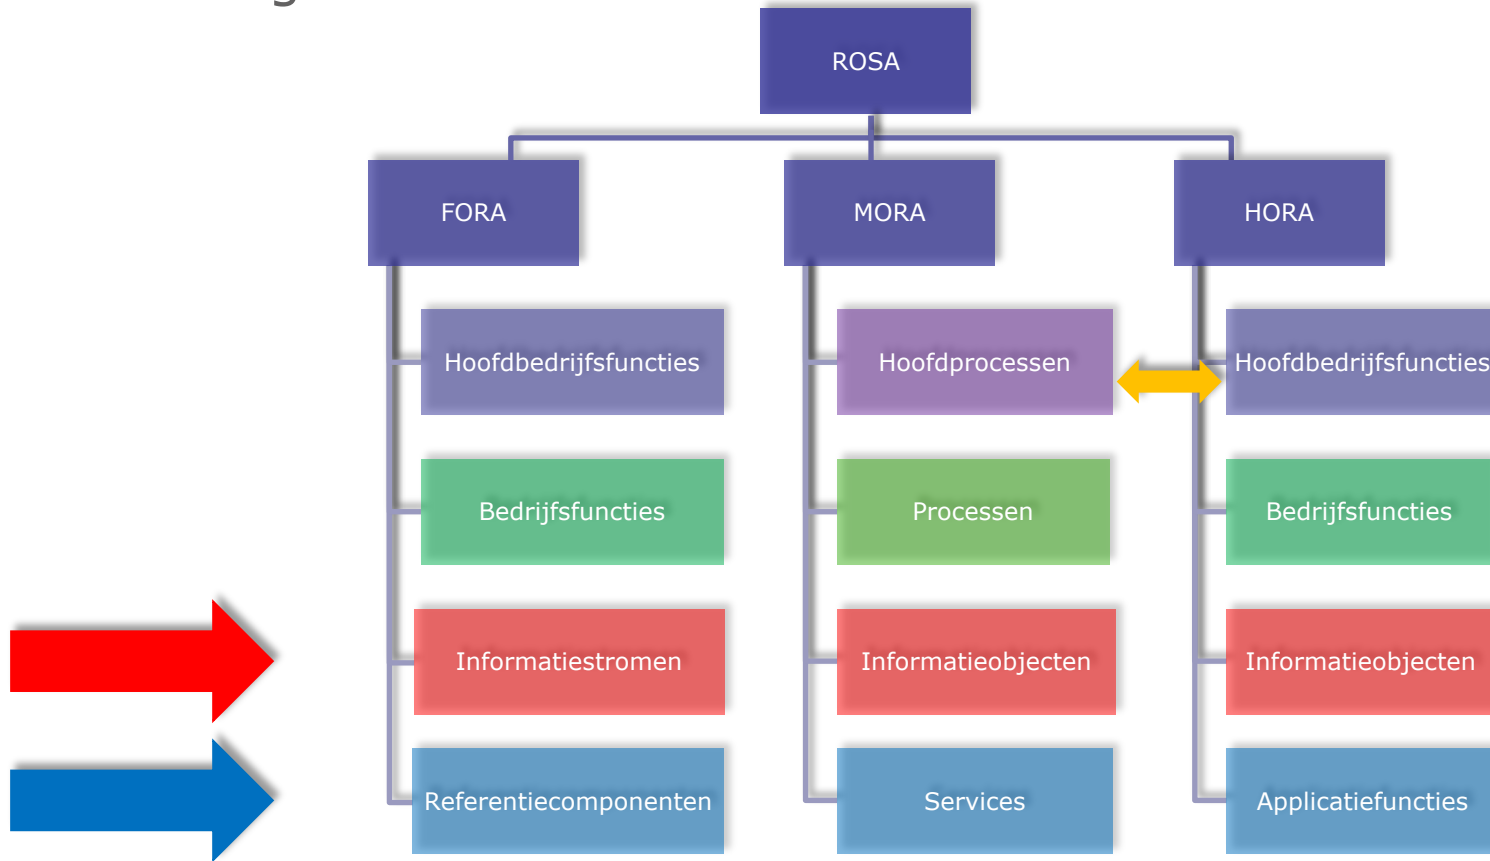 ROSA
FORA
MORA
HORA
Hoofdbedrijfsfuncties
Hoofdprocessen
Hoofdbedrijfsfuncties
Bedrijfsfuncties
Processen
Bedrijfsfuncties
Informatiestromen
Informatieobjecten
Informatieobjecten
Referentiecomponenten
Services
Applicatiefuncties